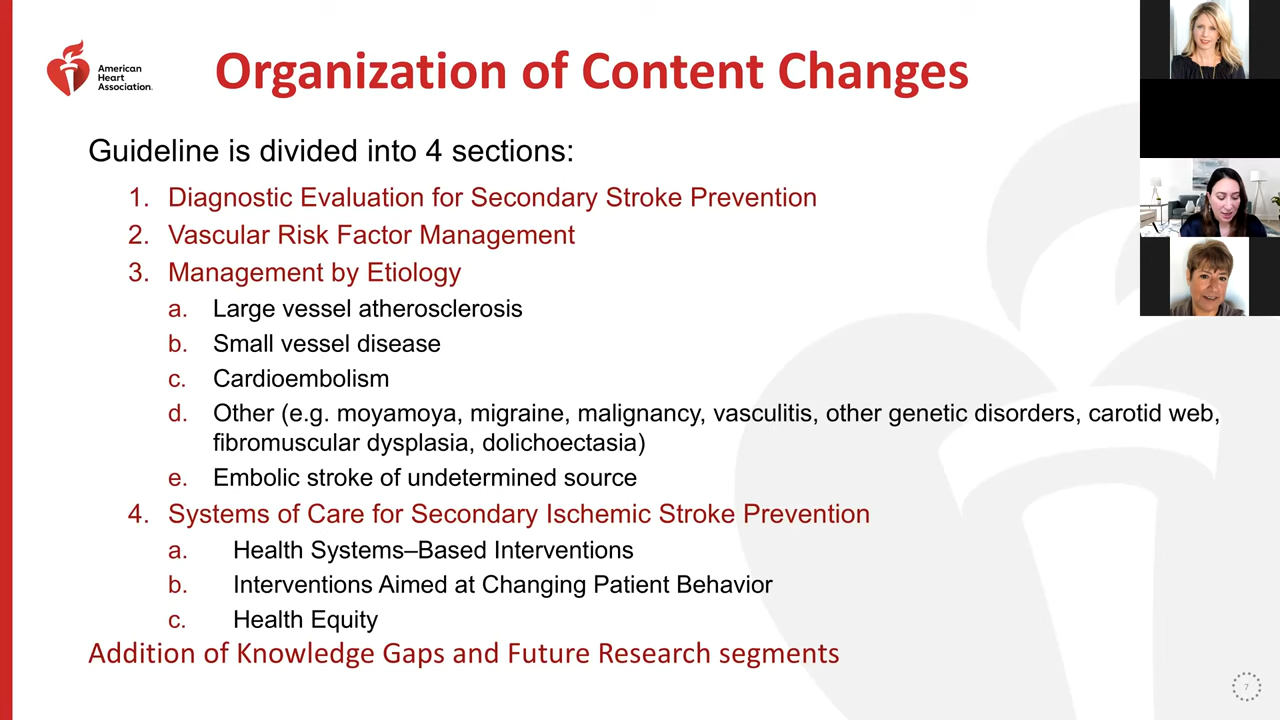 American
Heart
Association.
Organization of Content Changes
Guideline is divided into 4 sections:
1. Diagnostic Evaluation for Secondary Stroke Prevention
2. Vascular Risk Factor Management
3. Management by Etiology
a. Large vessel atherosclerosis
b. Small vessel disease
c. Cardioembolism
d. Other (e.g. moyamoya, migraine, malignancy, vasculitis, other genetic disorders, carotid web,
fibromuscular dysplasia, dolichoectasia)
e. Embolic stroke of undetermined source
4. Systems of Care for Secondary Ischemic Stroke Prevention
a. Health Systems–Based Interventions
b. Interventions Aimed at Changing Patient Behavior
c. Health Equity
Addition of Knowledge Gaps and Future Research segments
7